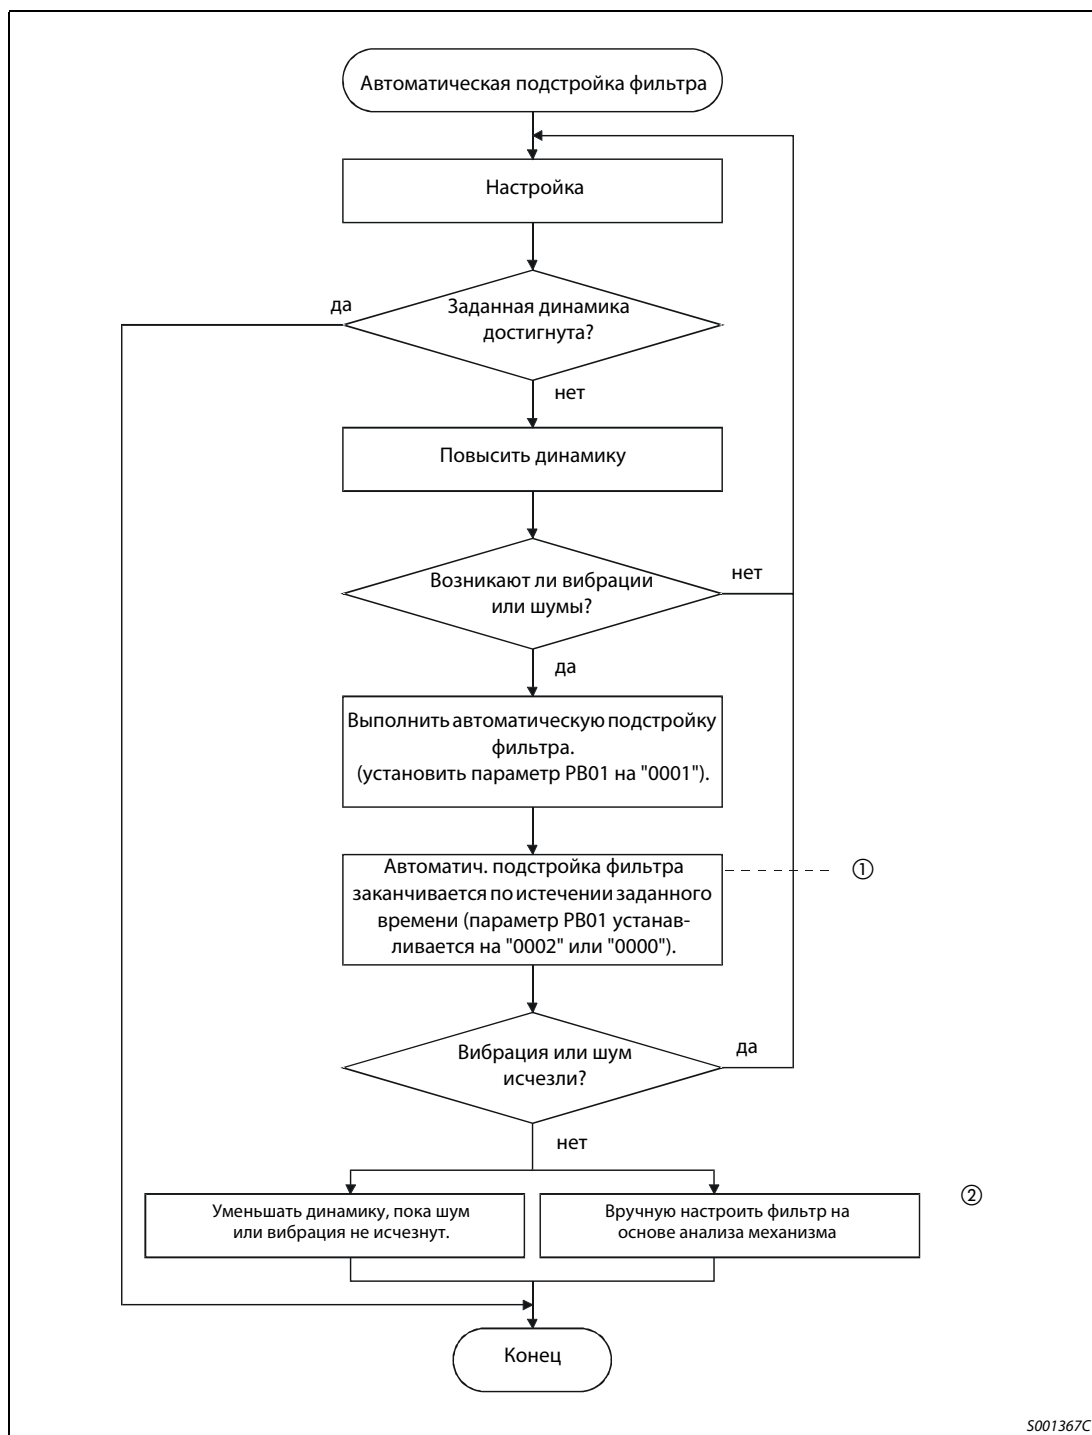 Автоматическая подстройка фильтра
Настройка
да
Заданная динамика
достигнута?
нет
Повысить динамику
Возникают ли вибрации
или шумы?
нет
да
Выполнить автоматическую подстройку
фильтра.
(установить параметр PB01 на "0001").
Автоматич. подстройка фильтра
заканчивается по истечении заданного
времени (параметр PB01 устанав-
ливается на "0002" или "0000").
①
Вибрация или шум
исчезли?
да
нет
Уменьшать динамику, пока шум
или вибрация не исчезнут.
Вручную настроить фильтр на
основе анализа механизма
②
Конец
S001367C